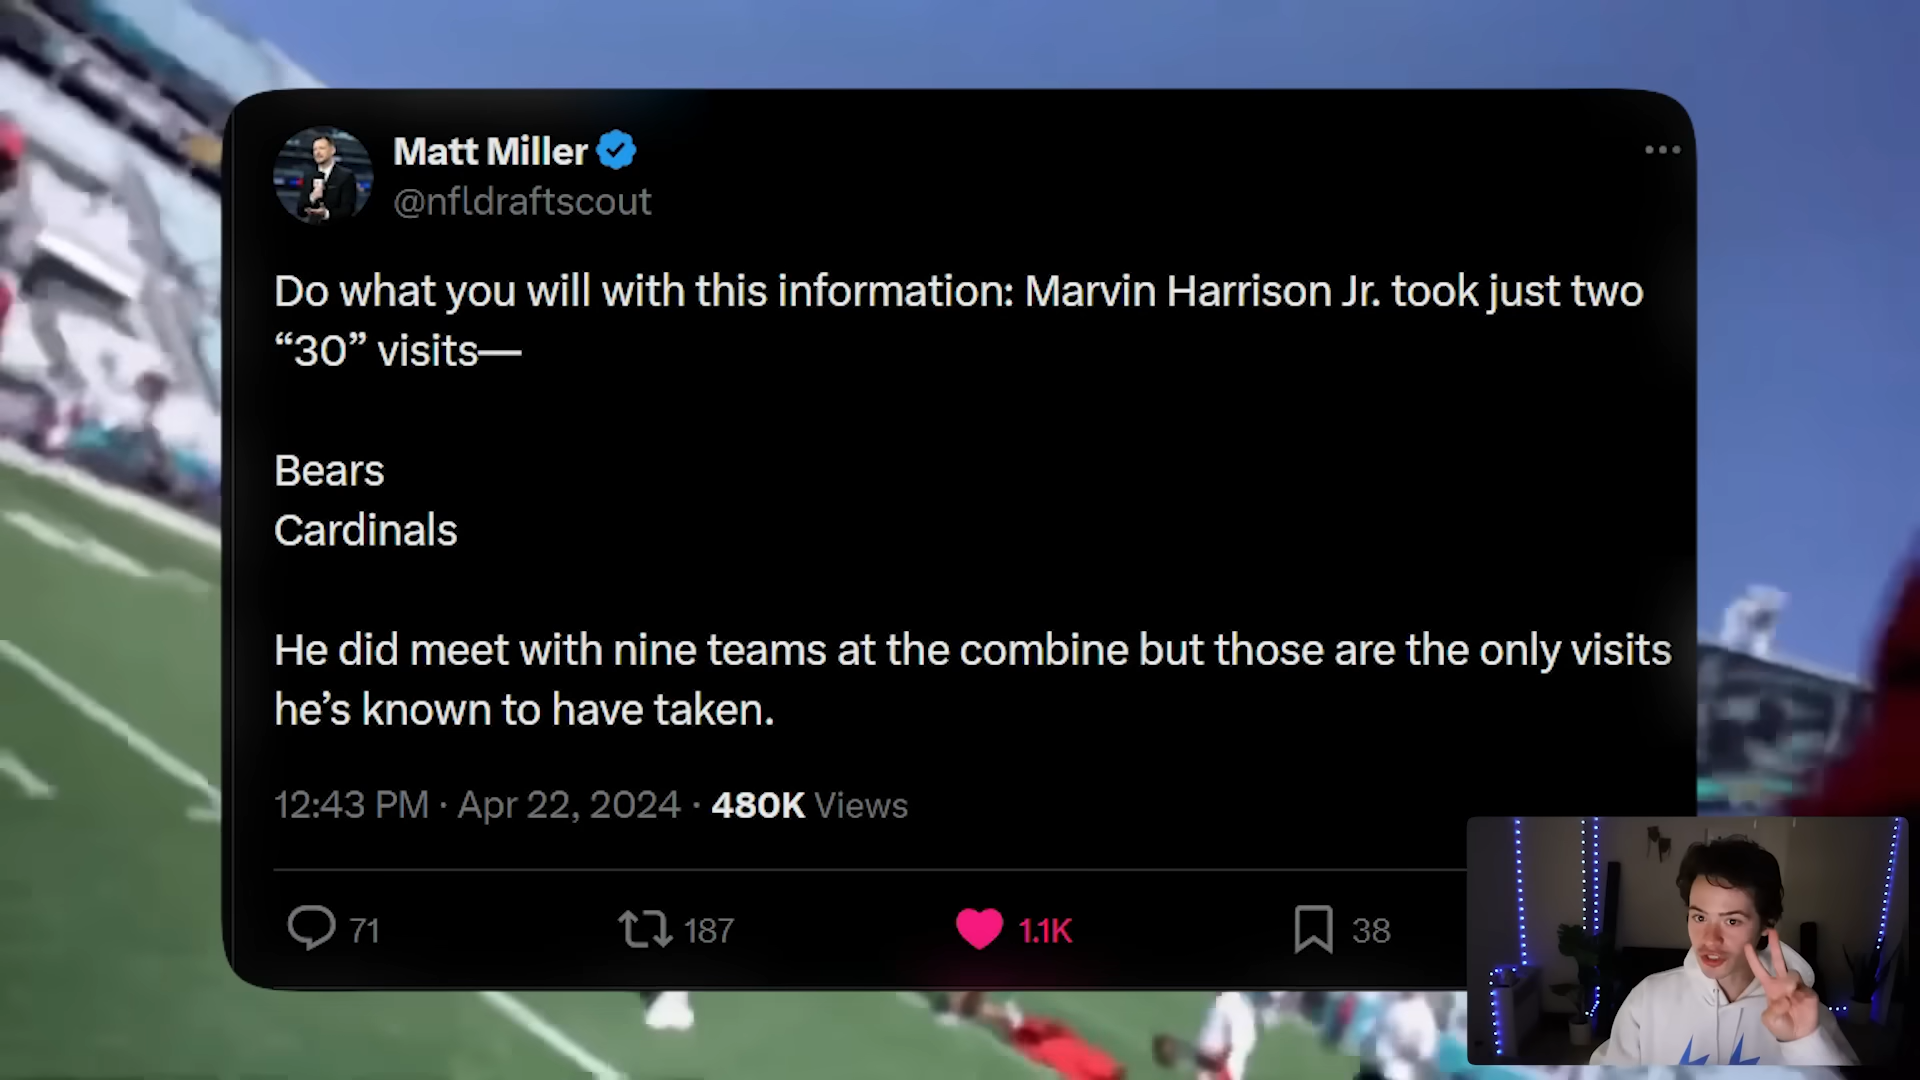 Matt Miller
@nfldraftscout
Do what you will with this information: Marvin Harrison Jr. took just two
“30” visits—
Bears
Cardinals
He did meet with nine teams at the combine but those are the only visits
he’s known to have taken.
12:43 PM · Apr 22, 2024 · 480K Views
71 187 1.1K 38